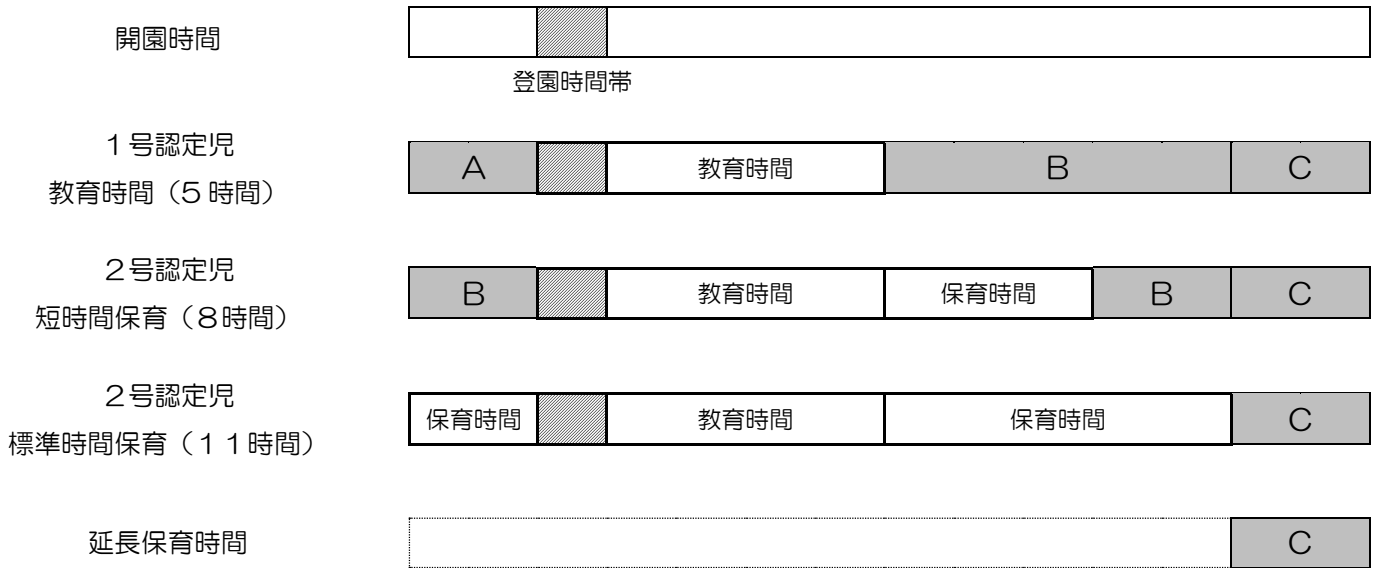 開園時間
登園時間帯
1号認定児
教育時間（5時間）
A 教育時間 B C
2号認定児
短時間保育（8時間）
B 教育時間 保育時間 B C
2号認定児
標準時間保育（11時間）
保育時間 教育時間 保育時間 C
延長保育時間 C